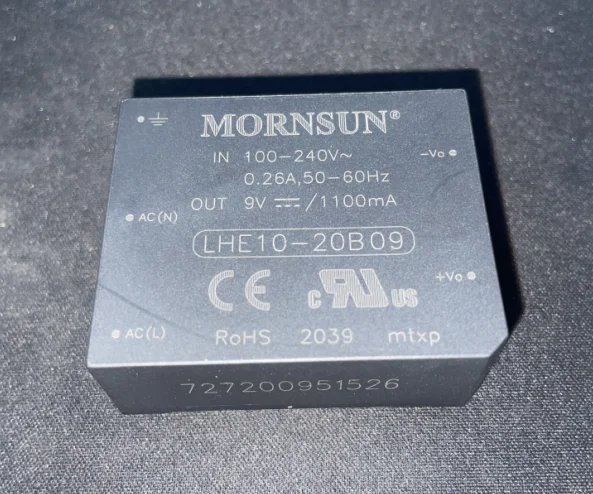 MORNSUN®
IN 100-240V~
-Vo
0.26A,50-60Hz
OUT 9V ⎓/1100mA
AC(N)
LHE10-20B09
+Vo
CE
c RU US
AC(L)
RoHS 2039 mtxp
727200951526